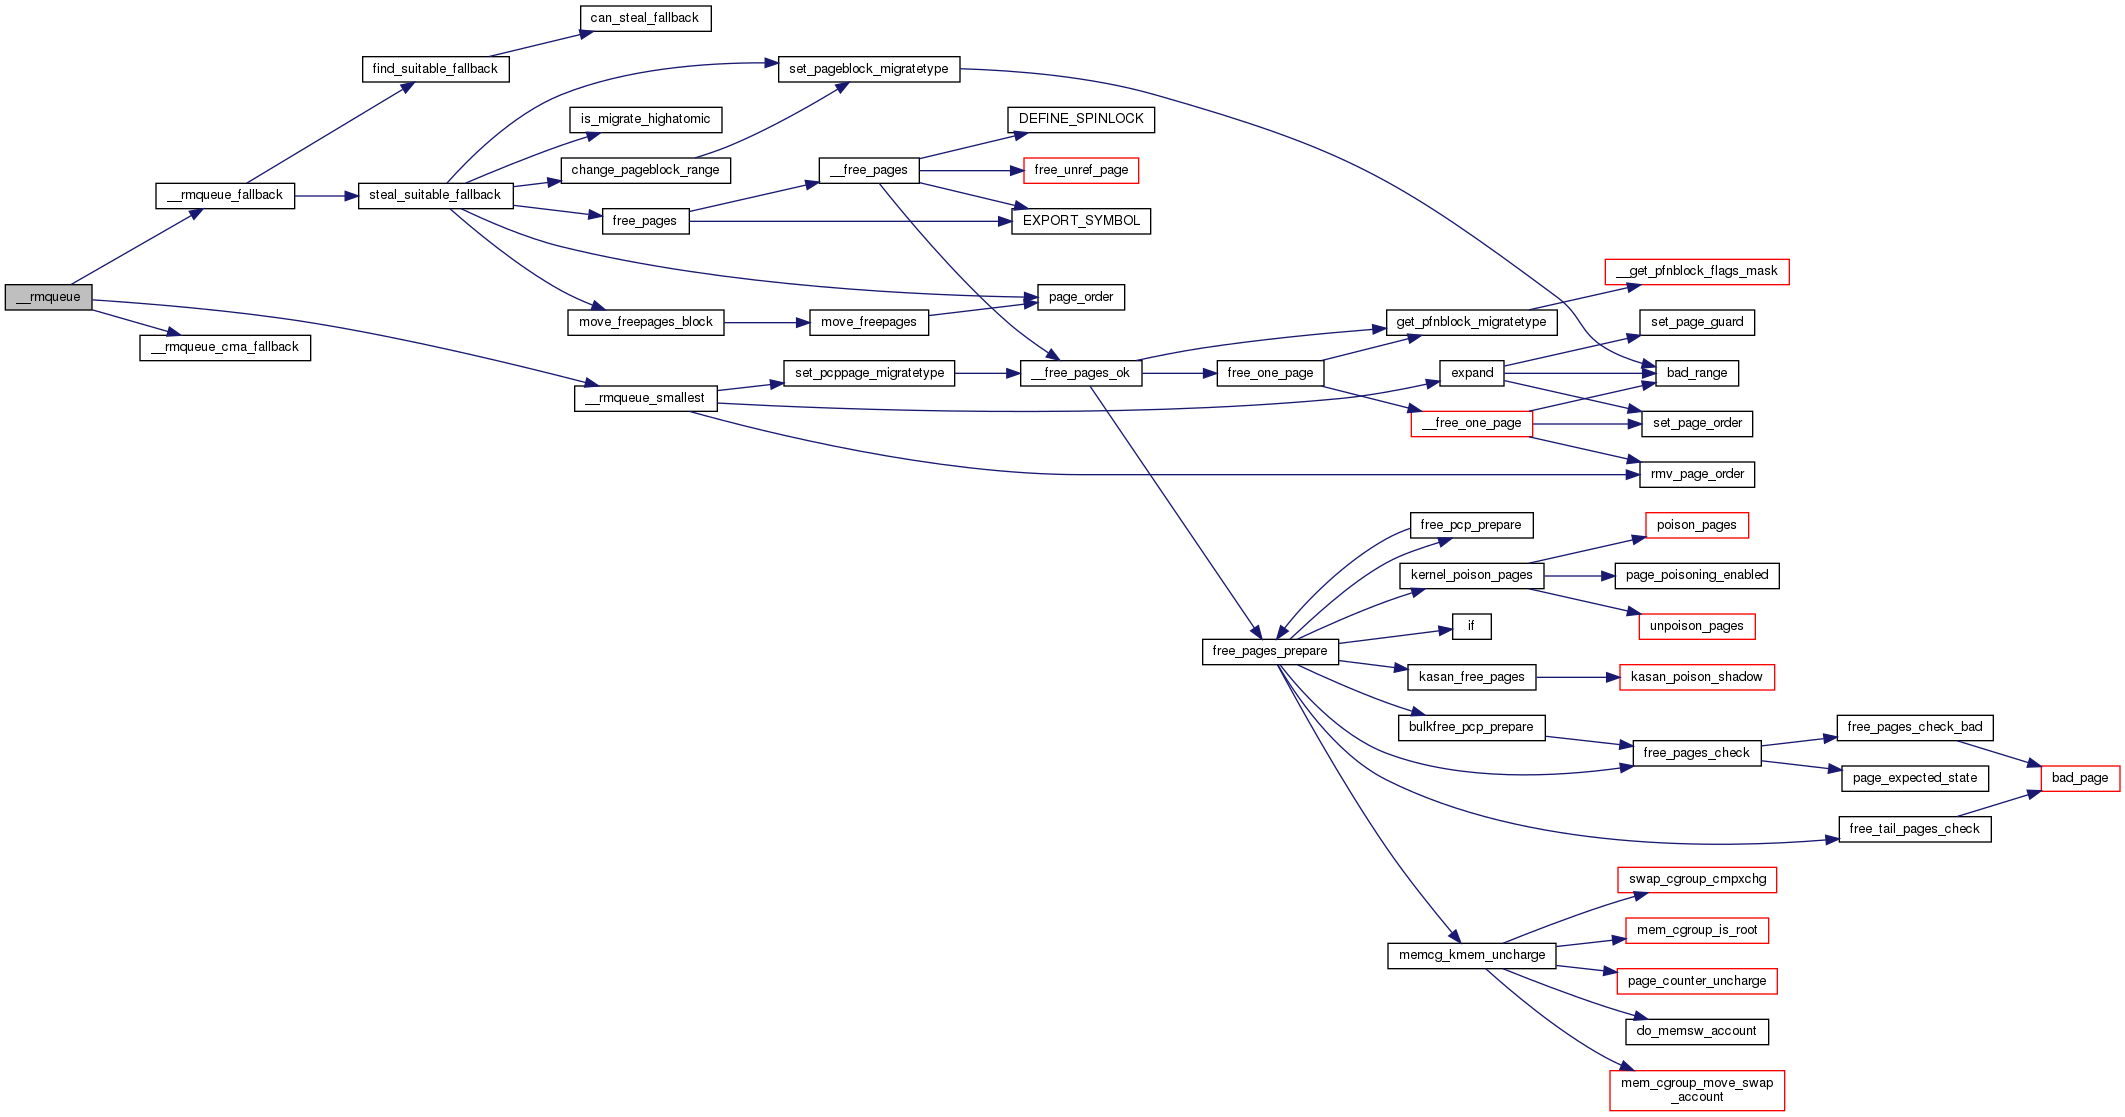 can_steal_fallback
find_suitable_fallback
set_pageblock_migratetype
is_migrate_highatomic
DEFINE_SPINLOCK
change_pageblock_range
__free_pages
free_unref_page
__rmqueue_fallback
steal_suitable_fallback
free_pages
EXPORT_SYMBOL
__get_pfnblock_flags_mask
__rmqueue
page_order
move_freepages_block
move_freepages
get_pfnblock_migratetype
set_page_guard
__rmqueue_cma_fallback
set_pcppage_migratetype
__free_pages_ok
free_one_page
expand
bad_range
__rmqueue_smallest
__free_one_page
set_page_order
rmv_page_order
free_pcp_prepare
poison_pages
kernel_poison_pages
page_poisoning_enabled
if
unpoison_pages
free_pages_prepare
kasan_free_pages
kasan_poison_shadow
bulkfree_pcp_prepare
free_pages_check_bad
free_pages_check
page_expected_state
bad_page
free_tail_pages_check
swap_cgroup_cmpxchg
mem_cgroup_is_root
memcg_kmem_uncharge
page_counter_uncharge
do_memsw_account
mem_cgroup_move_swap
_account